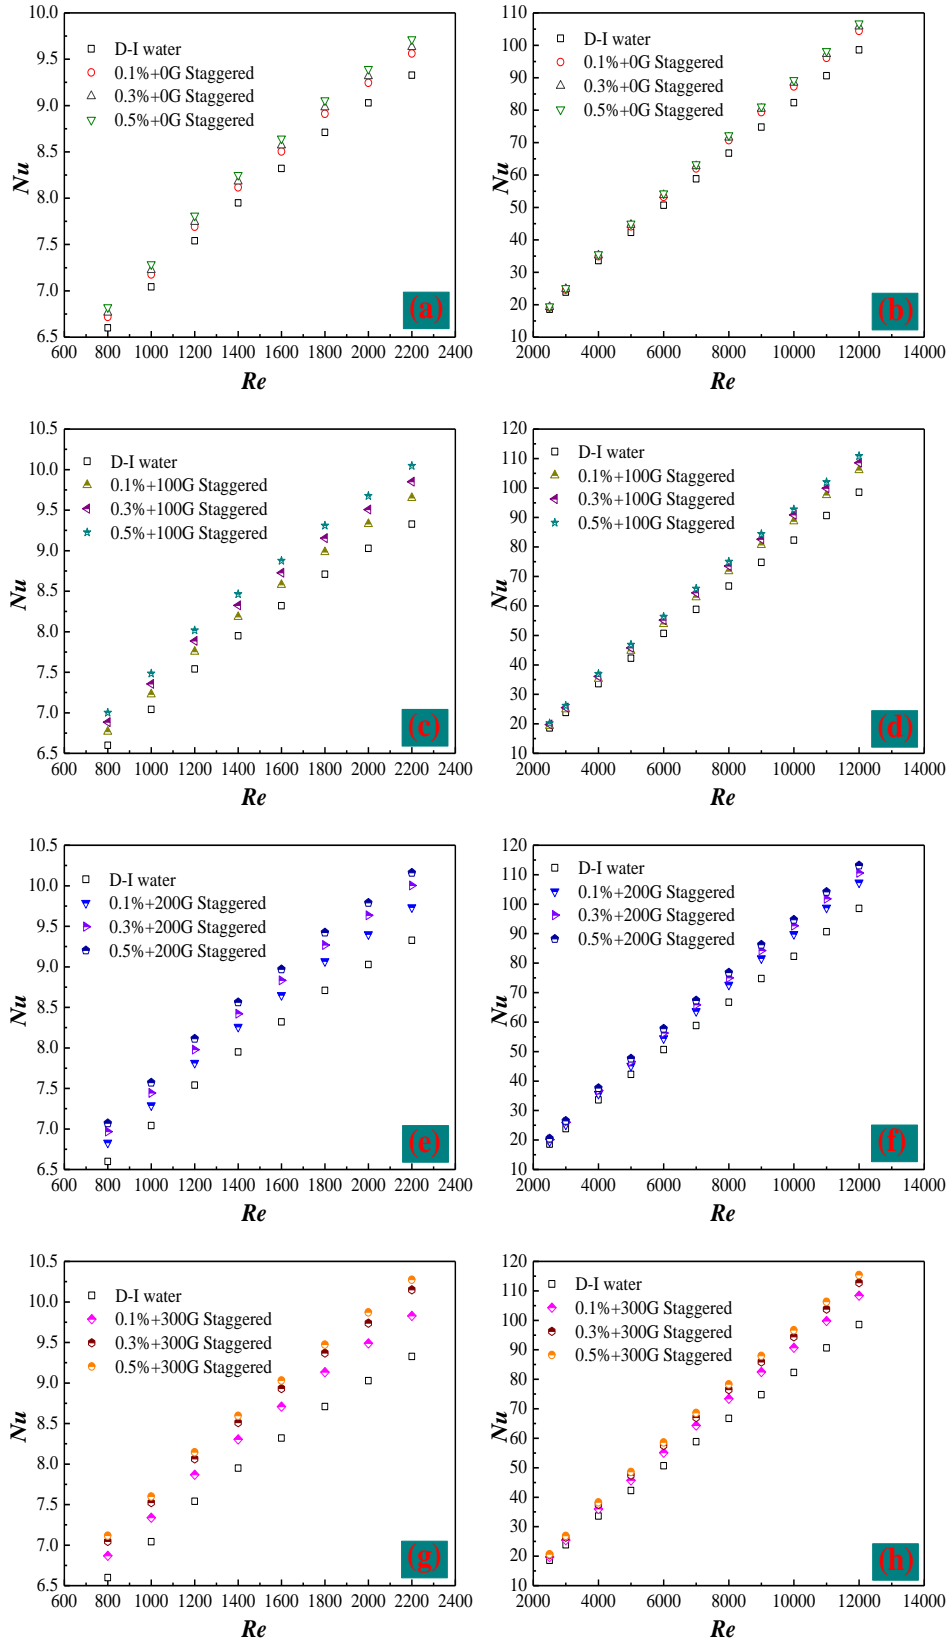 10.0
9.5
9.0
8.5
8.0
7.5
7.0
6.5
Nu
D-I water
0.1%+0G Staggered
0.3%+0G Staggered
0.5%+0G Staggered
(a)
600 800 1000 1200 1400 1600 1800 2000 2200 2400
Re
110
100
90
80
70
60
50
40
30
20
10
Nu
D-I water
0.1%+0G Staggered
0.3%+0G Staggered
0.5%+0G Staggered
(b)
2000 4000 6000 8000 10000 12000 14000
Re
10.5
10.0
9.5
9.0
8.5
8.0
7.5
7.0
6.5
Nu
D-I water
0.1%+100G Staggered
0.3%+100G Staggered
0.5%+100G Staggered
(c)
600 800 1000 1200 1400 1600 1800 2000 2200 2400
Re
120
110
100
90
80
70
60
50
40
30
20
10
Nu
D-I water
0.1%+100G Staggered
0.3%+100G Staggered
0.5%+100G Staggered
(d)
2000 4000 6000 8000 10000 12000 14000
Re
10.5
10.0
9.5
9.0
8.5
8.0
7.5
7.0
6.5
Nu
D-I water
0.1%+200G Staggered
0.3%+200G Staggered
0.5%+200G Staggered
(e)
600 800 1000 1200 1400 1600 1800 2000 2200 2400
Re
120
110
100
90
80
70
60
50
40
30
20
10
Nu
D-I water
0.1%+200G Staggered
0.3%+200G Staggered
0.5%+200G Staggered
(f)
2000 4000 6000 8000 10000 12000 14000
Re
10.5
10.0
9.5
9.0
8.5
8.0
7.5
7.0
6.5
Nu
D-I water
0.1%+300G Staggered
0.3%+300G Staggered
0.5%+300G Staggered
(g)
600 800 1000 1200 1400 1600 1800 2000 2200 2400
Re
120
110
100
90
80
70
60
50
40
30
20
10
Nu
D-I water
0.1%+300G Staggered
0.3%+300G Staggered
0.5%+300G Staggered
(h)
2000 4000 6000 8000 10000 12000 14000
Re